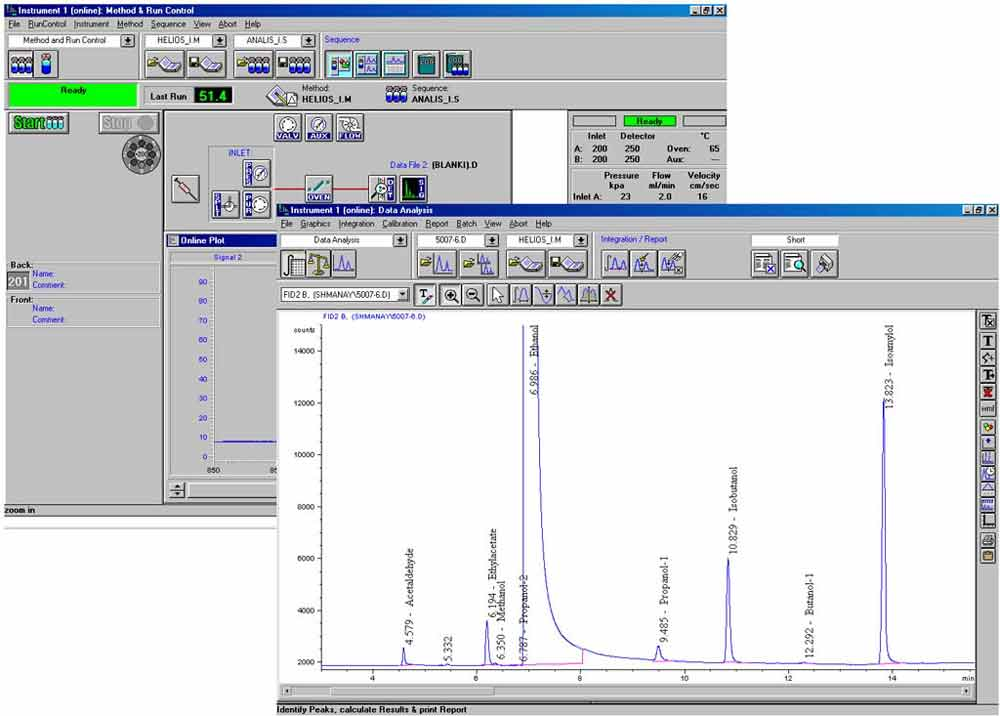 Instrument 1 (online): Method & Run Control
File RunControl Instrument Method Sequence View Abort Help
Method and Run Control HELIOS_I.M ANALIS_I.S Sequence
Ready
Last Run 51.4
Method:
HELIOS_I.M
Sequence:
ANALIS_I.S
Start
Stop
VALV AUX FLOW
INLET
Data File 2: (BLANKI).D
OVEN
Ready
Inlet Detector °C
A: 200 250 Oven: 65
B: 200 250 Aux: ---
Pressure Flow Velocity
kpa ml/min cm/sec
Inlet A: 23 2.0 16
Online Plot
Signal 2
90
80
70
60
50
40
30
20
10
0
850
Back:
201
Name:
Comment:
Front:
Name:
Comment:
zoom in
Instrument 1 (online): Data Analysis
File Graphics Integration Calibration Report Batch View Abort Help
Data Analysis 5007-6.D HELIOS_I.M Integration / Report Short
FID2 B, (SHMANAY\5007-6.D)
FID2 B, (SHMANAY\5007-6.D)
counts
14000
12000
10000
8000
6000
4000
2000
4.579 - Acetaldehyde
5.332
6.194 - Ethylacetate
6.350 - Methanol
6.787 - Propanol-2
6.986 - Ethanol
9.485 - Propanol-1
10.829 - Isobutanol
12.292 - Butanol-1
13.823 - Isoamylol
4 6 8 10 12 14 min
Identify Peaks, calculate Results & print Report